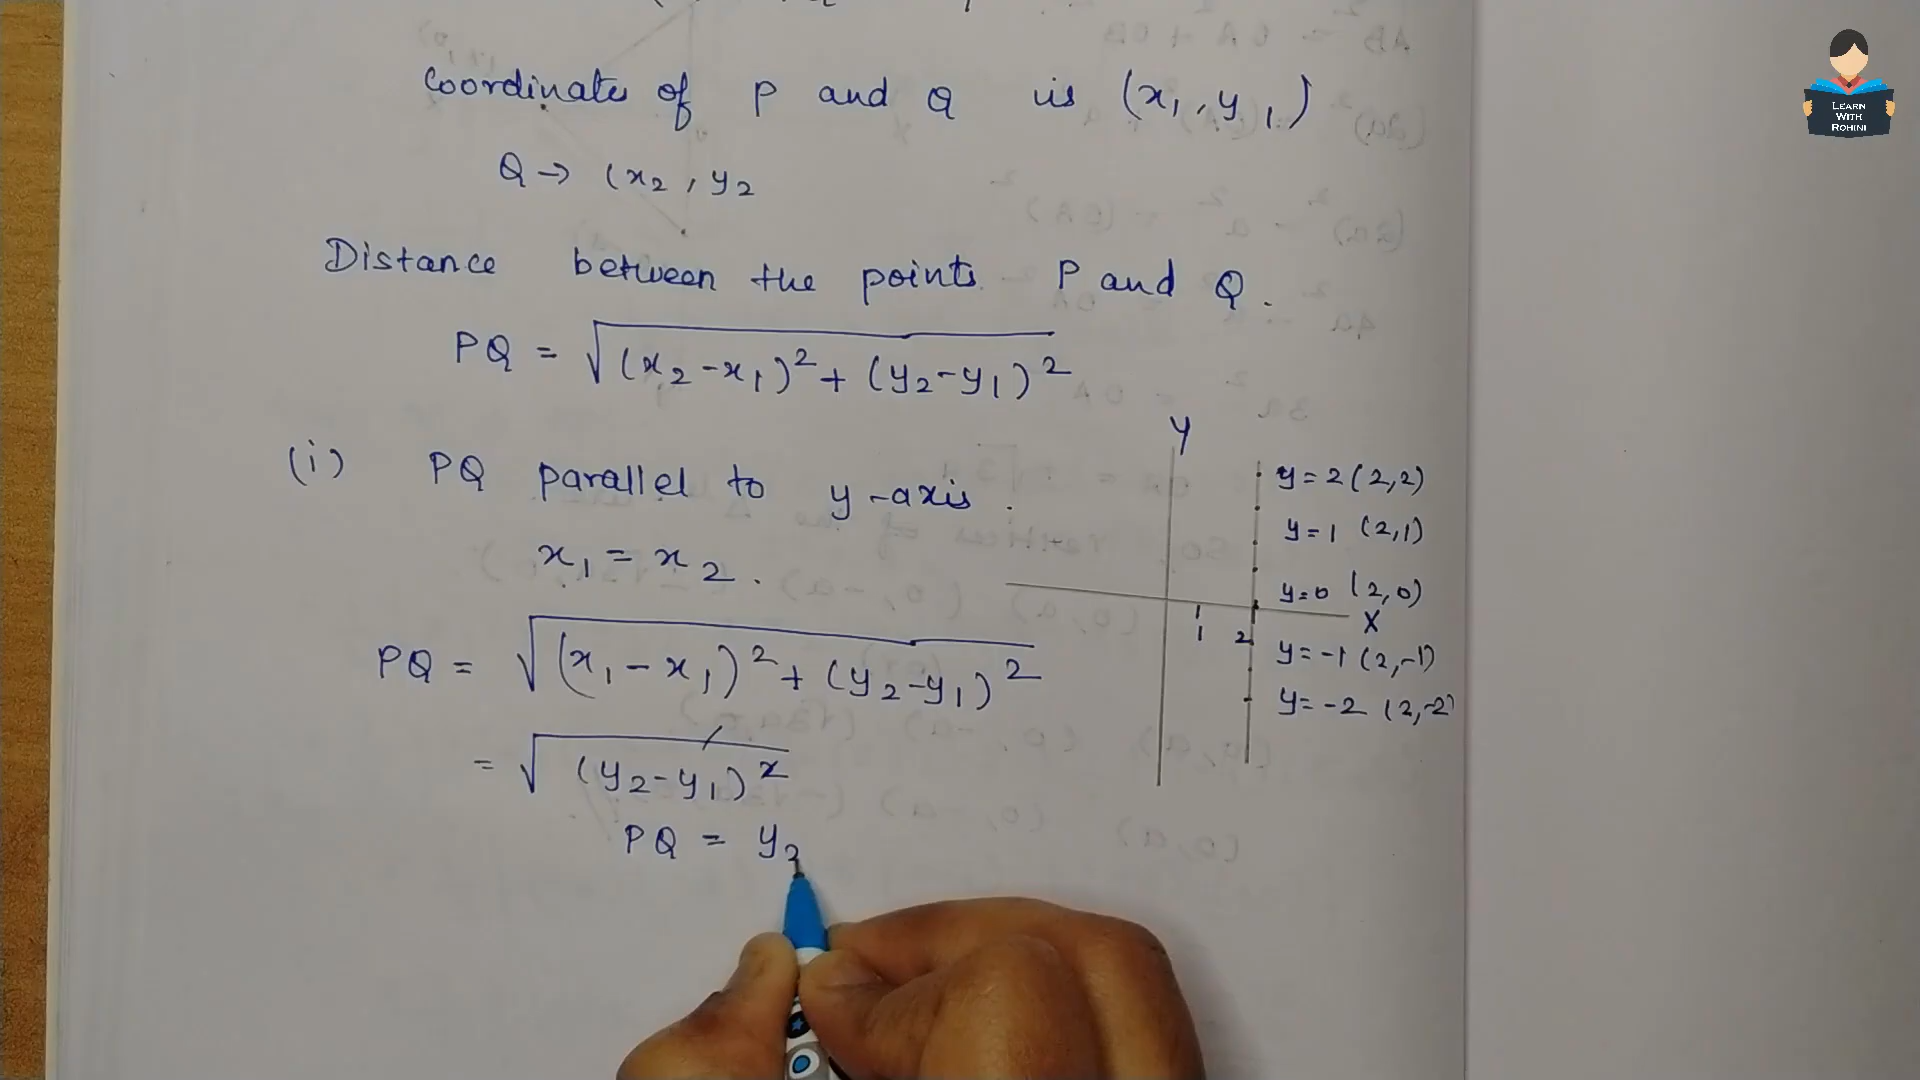 Coordinate of P and Q is (x₁, y₁)
Q → (x₂, y₂
Distance between the points P and Q.
PQ = √(x₂-x₁)² + (y₂-y₁)²
(i) PQ parallel to y-axis.
x₁ = x₂.
PQ = √(x₁-x₁)² + (y₂-y₁)²
= √(y₂-y₁)²
PQ = y₂
Y
y=2 (2,2)
y=1 (2,1)
y=0 (2,0)
X
1 2
y=-1 (2,-1)
y=-2 (2,-2)
LEARN
WITH
ROHINI